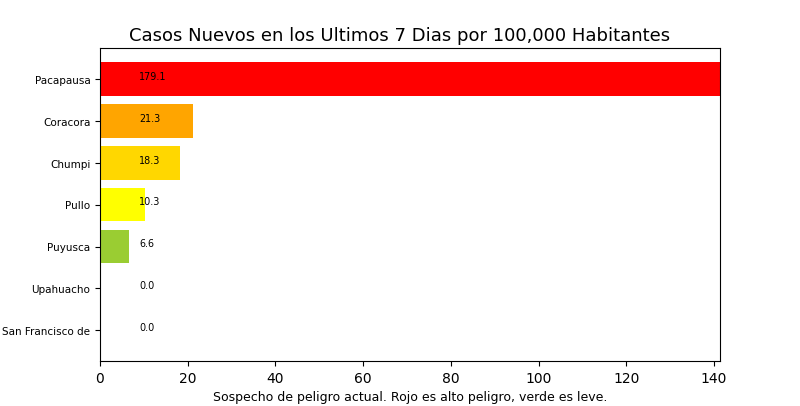 Casos Nuevos en los Ultimos 7 Dias por 100,000 Habitantes
Pacapausa 179.1
Coracora 21.3
Chumpi 18.3
Pullo 10.3
Puyusca 6.6
Upahuacho 0.0
San Francisco de 0.0
0 20 40 60 80 100 120 140
Sospecho de peligro actual. Rojo es alto peligro, verde es leve.